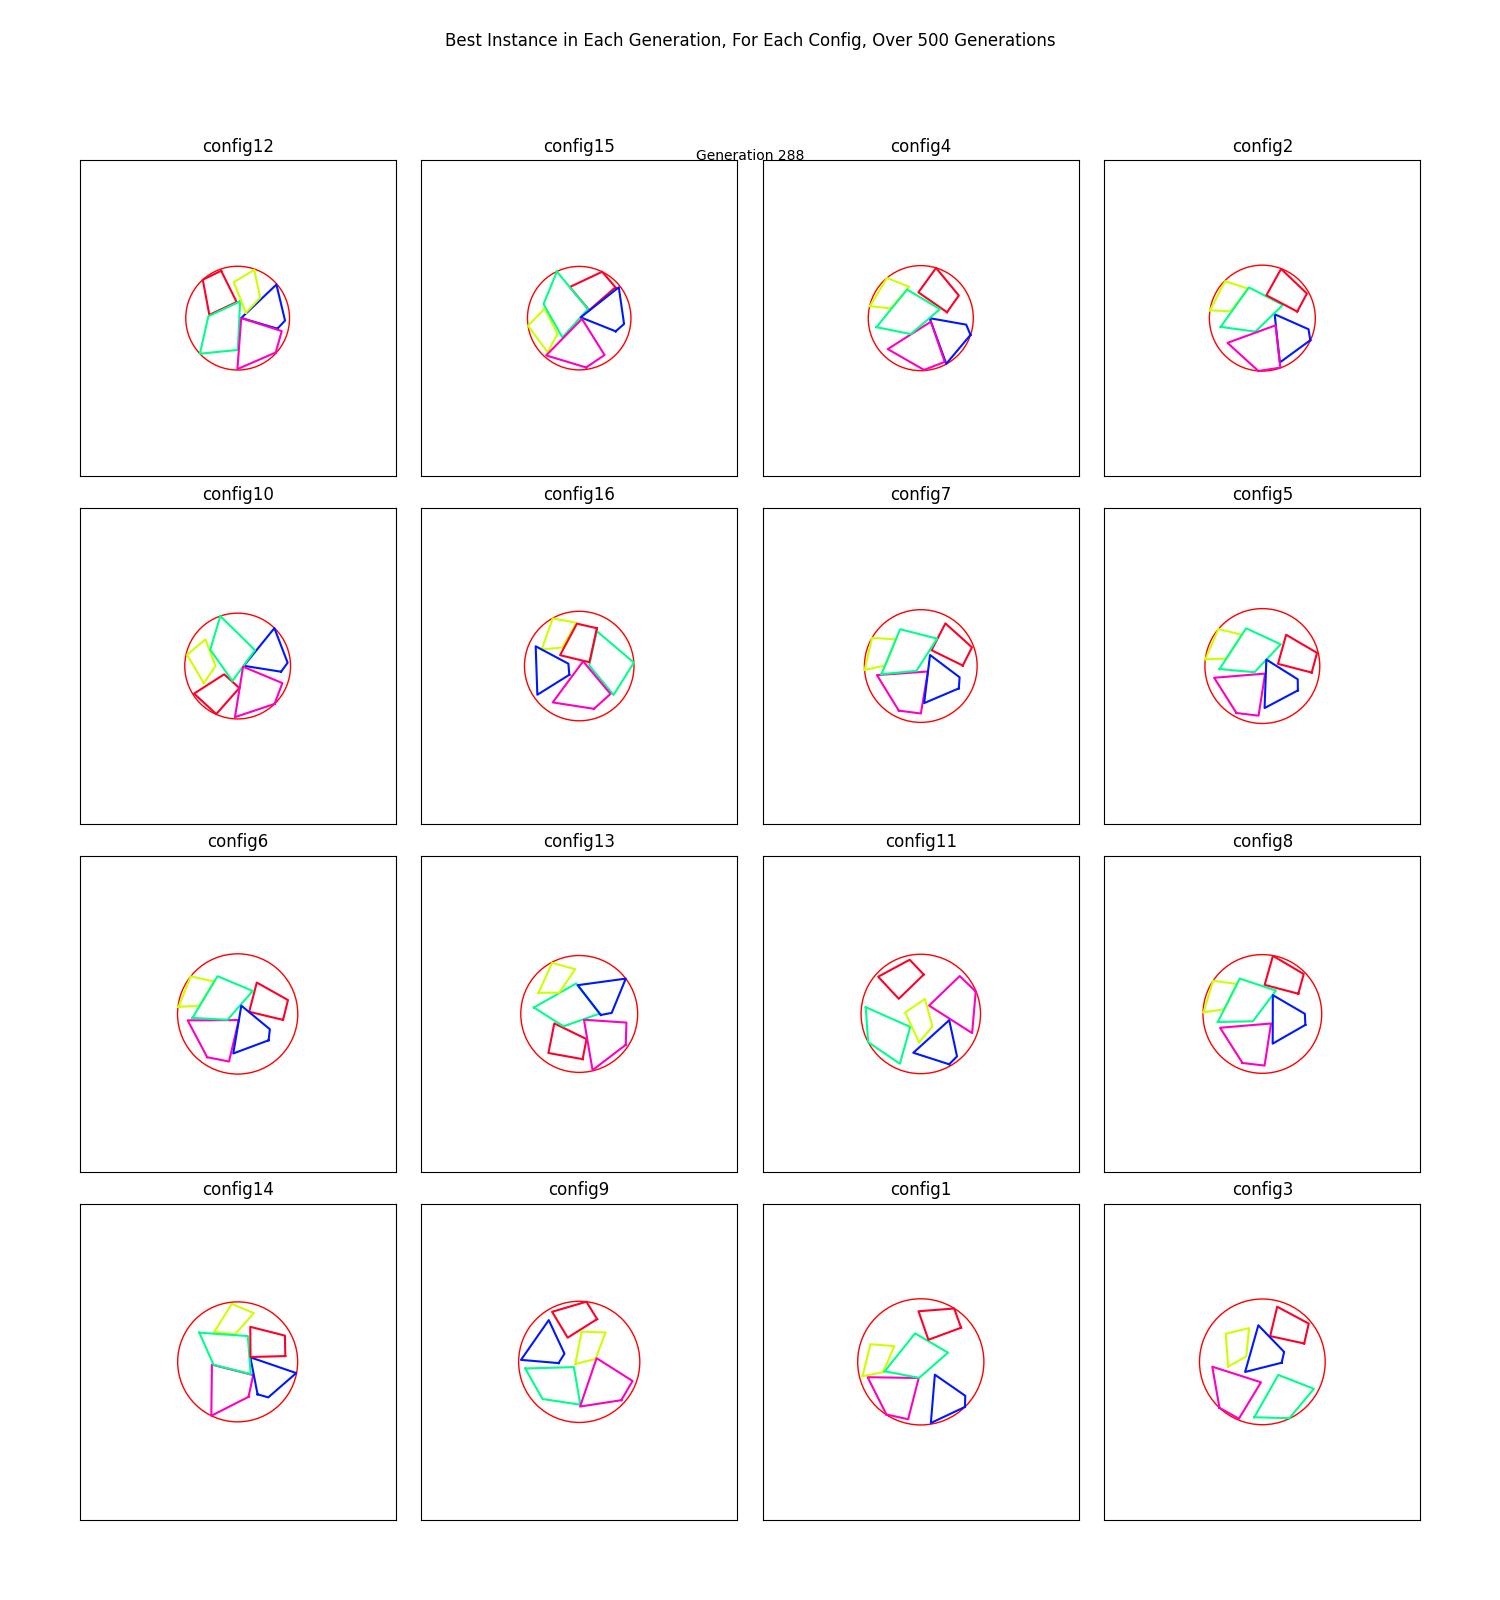 Best Instance in Each Generation, For Each Config, Over 500 Generations
Generation 288
config12
config15
config4
config2
config10
config16
config7
config5
config6
config13
config11
config8
config14
config9
config1
config3